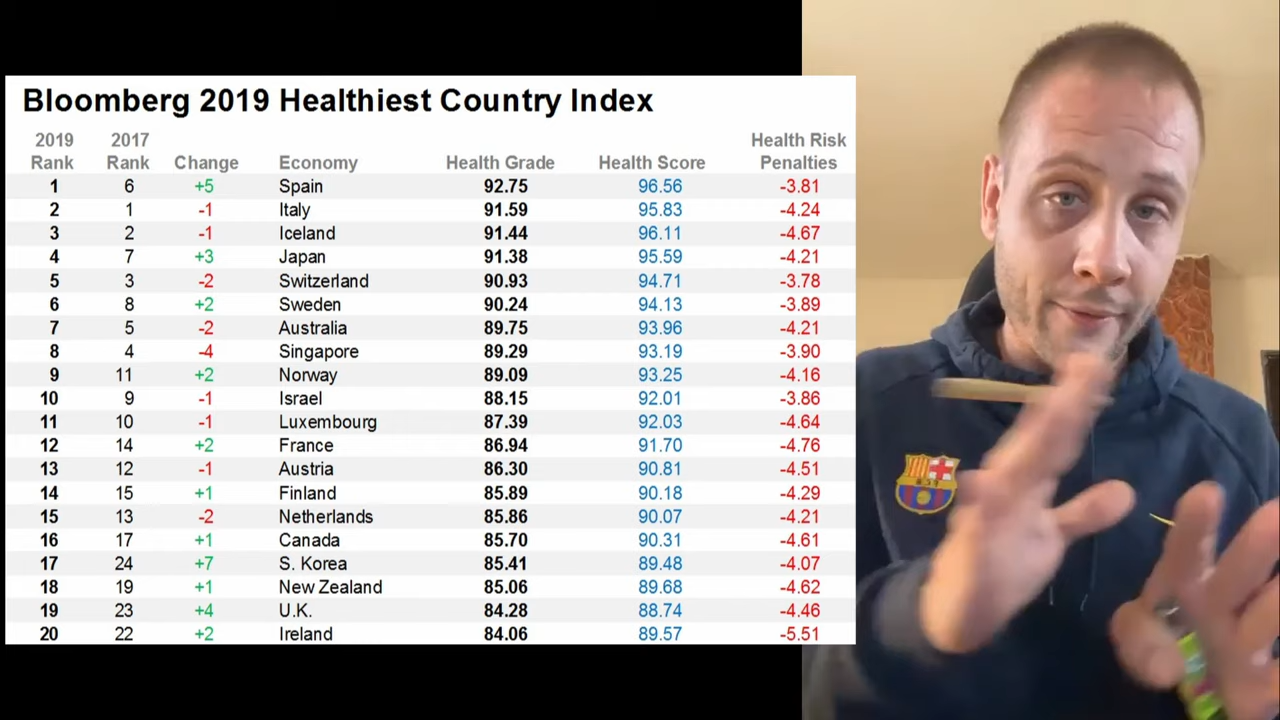 Bloomberg 2019 Healthiest Country Index
2019 Rank 2017 Rank Change Economy Health Grade Health Score Health Risk Penalties
1 6 +5 Spain 92.75 96.56 -3.81
2 1 -1 Italy 91.59 95.83 -4.24
3 2 -1 Iceland 91.44 96.11 -4.67
4 7 +3 Japan 91.38 95.59 -4.21
5 3 -2 Switzerland 90.93 94.71 -3.78
6 8 +2 Sweden 90.24 94.13 -3.89
7 5 -2 Australia 89.75 93.96 -4.21
8 4 -4 Singapore 89.29 93.19 -3.90
9 11 +2 Norway 89.09 93.25 -4.16
10 9 -1 Israel 88.15 92.01 -3.86
11 10 -1 Luxembourg 87.39 92.03 -4.64
12 14 +2 France 86.94 91.70 -4.76
13 12 -1 Austria 86.30 90.81 -4.51
14 15 +1 Finland 85.89 90.18 -4.29
15 13 -2 Netherlands 85.86 90.07 -4.21
16 17 +1 Canada 85.70 90.31 -4.61
17 24 +7 S. Korea 85.41 89.48 -4.07
18 19 +1 New Zealand 85.06 89.68 -4.62
19 23 +4 U.K. 84.28 88.74 -4.46
20 22 +2 Ireland 84.06 89.57 -5.51